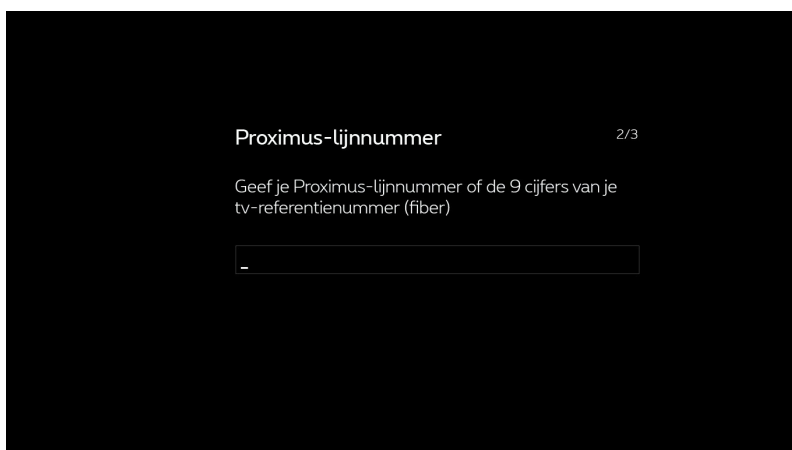 Proximus-lijnnummer
2/3
Geef je Proximus-lijnnummer of de 9 cijfers van je
tv-referentienummer (fiber)
_